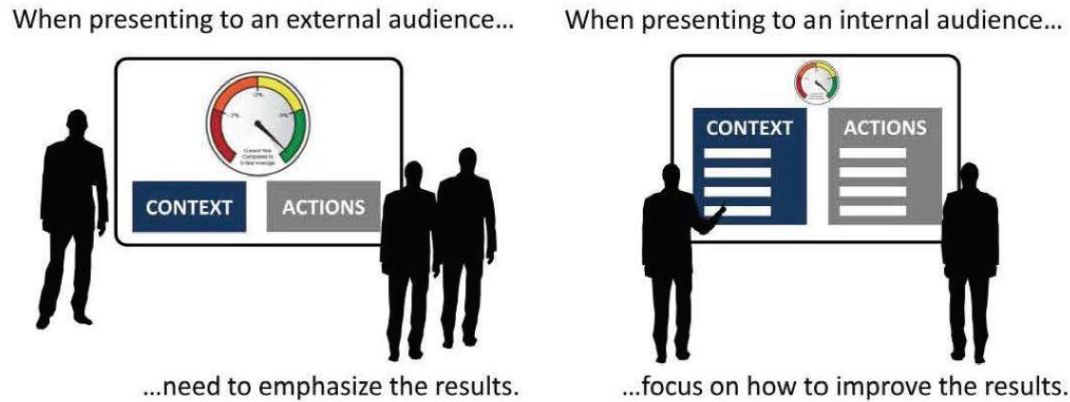 When presenting to an external audience...
CONTEXT
ACTIONS
...need to emphasize the results.
When presenting to an internal audience...
CONTEXT
ACTIONS
...focus on how to improve the results.